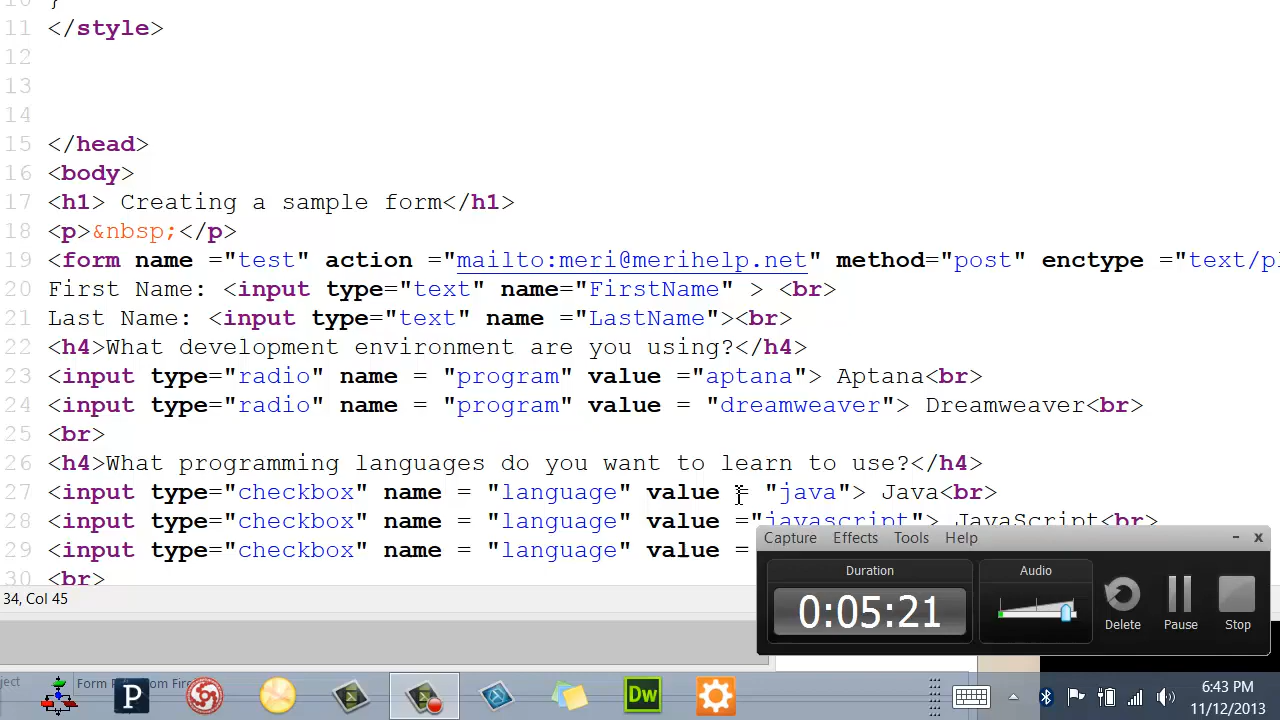 10 }
11 </style>
12
13
14
15 </head>
16 <body>
17 <h1> Creating a sample form</h1>
18 <p>&nbsp;</p>
19 <form name ="test" action ="mailto:meri@merihelp.net" method="post" enctype ="text/pl
20 First Name: <input type="text" name="FirstName" > <br>
21 Last Name: <input type="text" name ="LastName"><br>
22 <h4>What development environment are you using?</h4>
23 <input type="radio" name = "program" value ="aptana"> Aptana<br>
24 <input type="radio" name = "program" value = "dreamweaver"> Dreamweaver<br>
25 <br>
26 <h4>What programming languages do you want to learn to use?</h4>
27 <input type="checkbox" name = "language" value = "java"> Java<br>
28 <input type="checkbox" name = "language" value ="javascript"> JavaScript<br>
29 <input type="checkbox" name = "language" value =
30 <br>
34, Col 45
Capture Effects Tools Help
Duration
Audio
0:05:21
Delete Pause Stop
Form
P
Dw
6:43 PM
11/12/2013